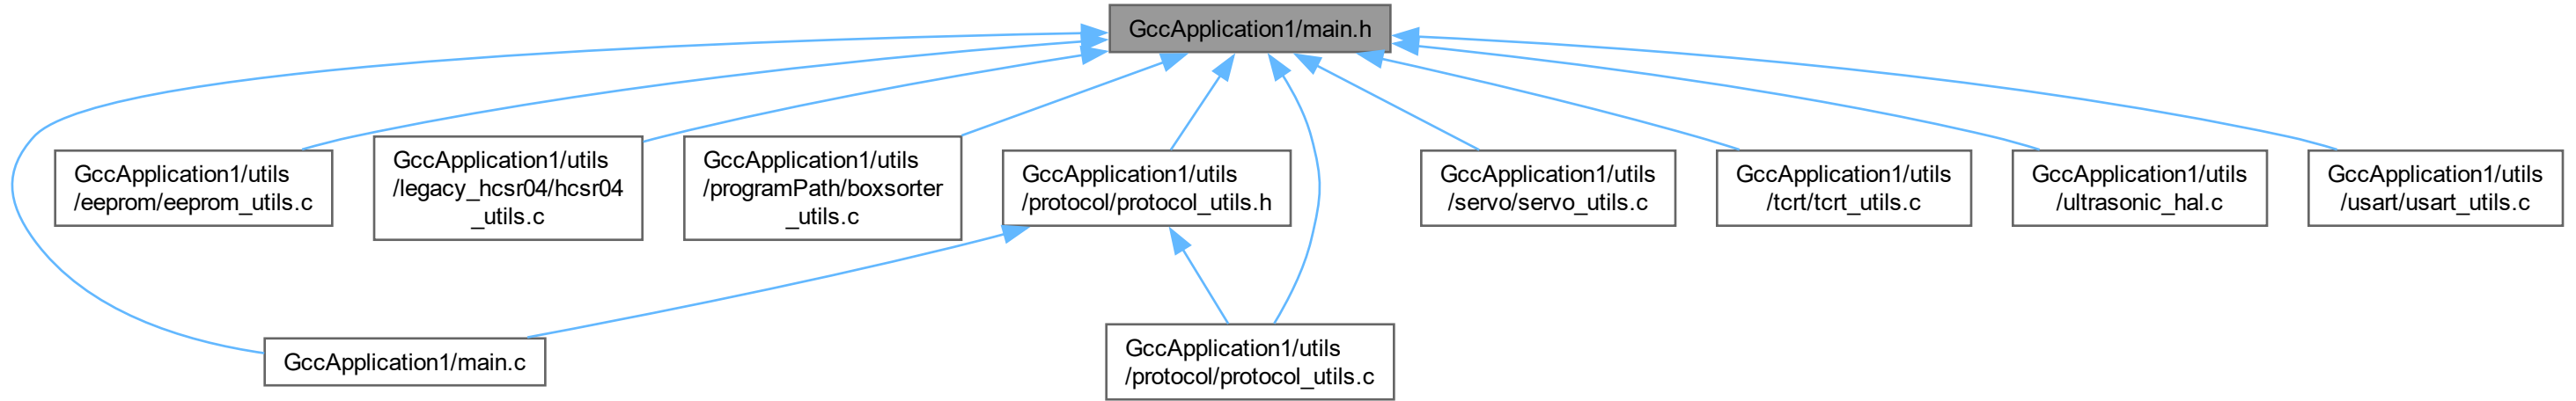 GccApplication1/main.h
GccApplication1/utils
/eeprom/eeprom_utils.c
GccApplication1/utils
/legacy_hcsr04/hcsr04
_utils.c
GccApplication1/utils
/programPath/boxsorter
_utils.c
GccApplication1/utils
/protocol/protocol_utils.h
GccApplication1/utils
/servo/servo_utils.c
GccApplication1/utils
/tcrt/tcrt_utils.c
GccApplication1/utils
/ultrasonic_hal.c
GccApplication1/utils
/usart/usart_utils.c
GccApplication1/main.c
GccApplication1/utils
/protocol/protocol_utils.c